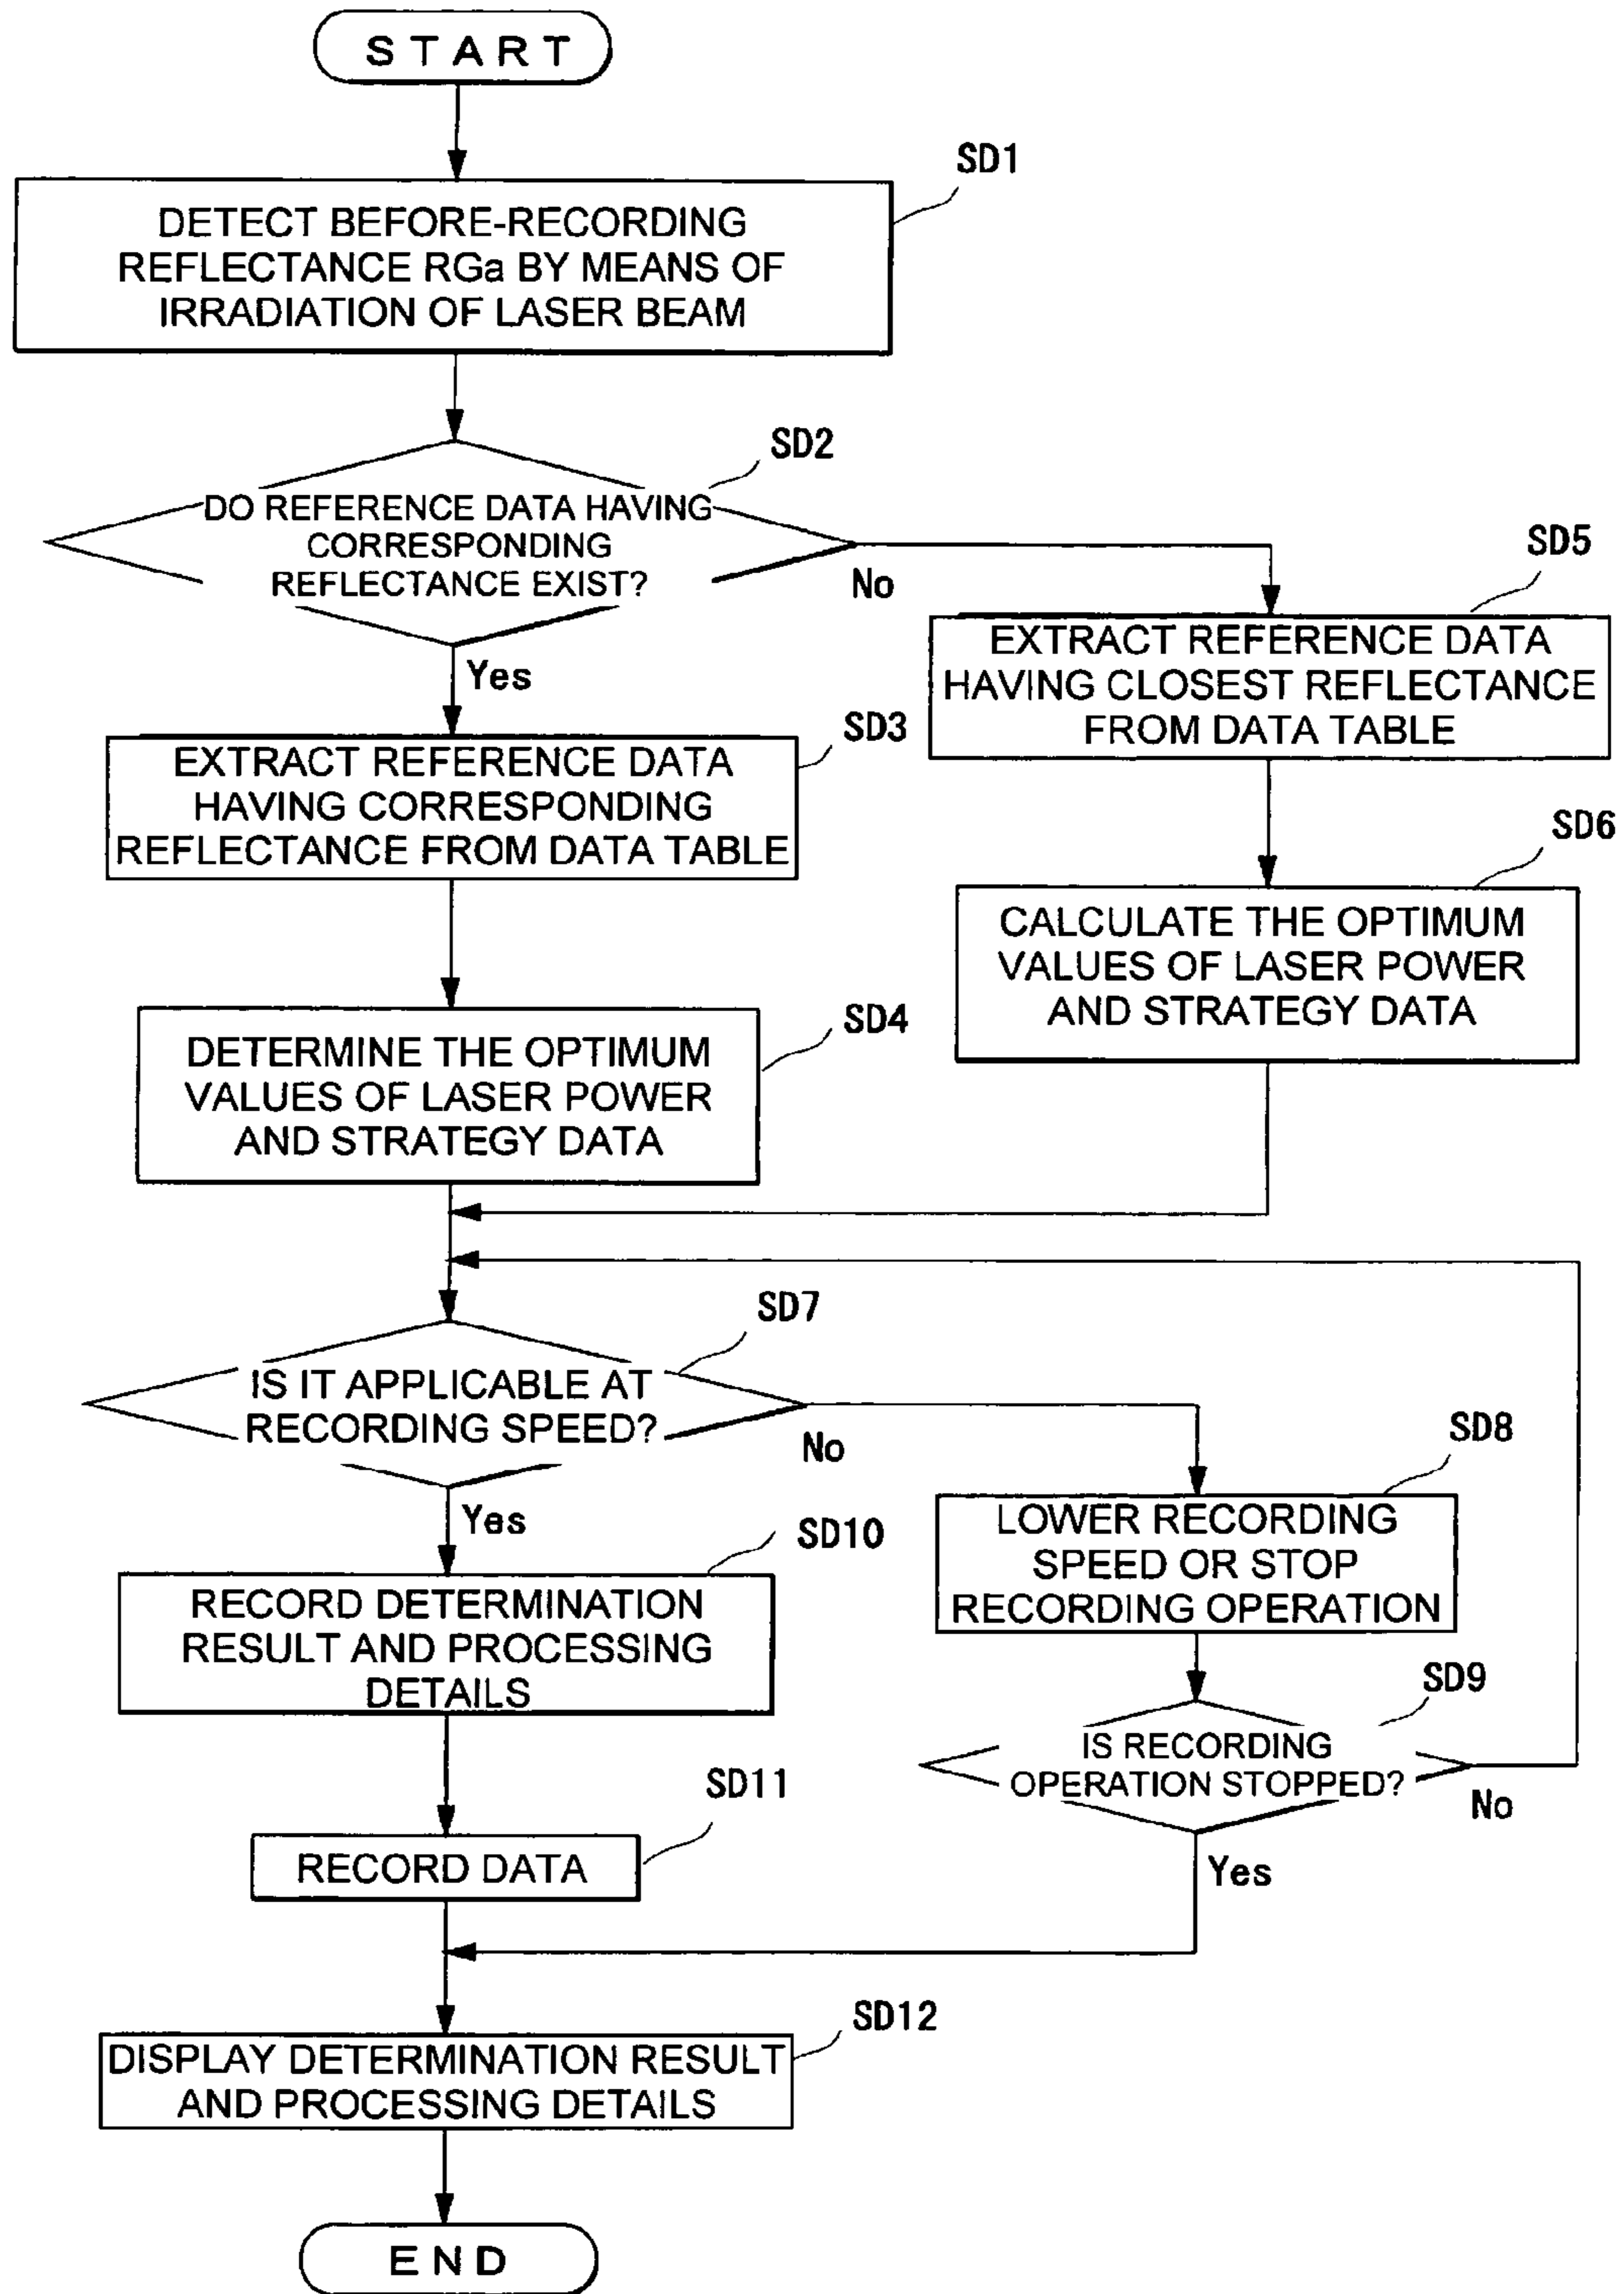 START
SD1
DETECT BEFORE-RECORDING
REFLECTANCE RGa BY MEANS OF
IRRADIATION OF LASER BEAM
SD2
DO REFERENCE DATA HAVING
CORRESPONDING
REFLECTANCE EXIST?
No
Yes
SD5
EXTRACT REFERENCE DATA
HAVING CLOSEST REFLECTANCE
FROM DATA TABLE
SD3
EXTRACT REFERENCE DATA
HAVING CORRESPONDING
REFLECTANCE FROM DATA TABLE
SD6
CALCULATE THE OPTIMUM
VALUES OF LASER POWER
AND STRATEGY DATA
SD4
DETERMINE THE OPTIMUM
VALUES OF LASER POWER
AND STRATEGY DATA
SD7
IS IT APPLICABLE AT
RECORDING SPEED?
No
Yes
SD8
LOWER RECORDING
SPEED OR STOP
RECORDING OPERATION
SD10
RECORD DETERMINATION
RESULT AND PROCESSING
DETAILS
SD9
IS RECORDING
OPERATION STOPPED?
No
Yes
SD11
RECORD DATA
SD12
DISPLAY DETERMINATION RESULT
AND PROCESSING DETAILS
END